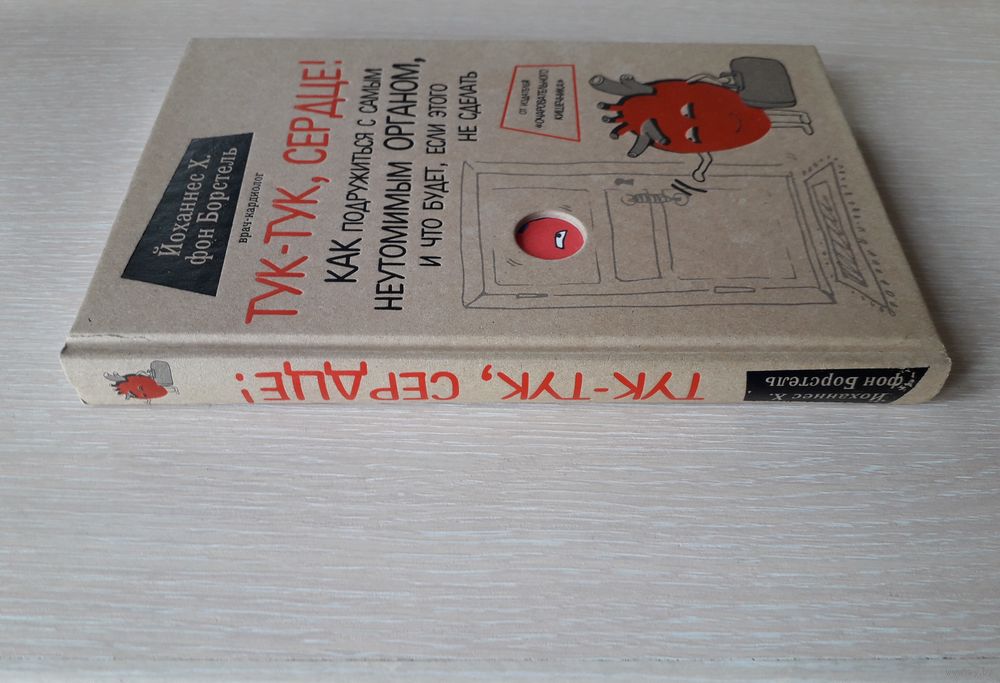 Йоханнес Х.
фон Борстель
врач-кардиолог
ТУК-ТУК, СЕРДЦЕ!
КАК ПОДРУЖИТЬСЯ С САМЫМ
НЕУТОМИМЫМ ОРГАНОМ,
И ЧТО БУДЕТ, ЕСЛИ ЭТОГО
НЕ СДЕЛАТЬ
ОТ ИЗДАТЕЛЯ
«ОЧАРОВАТЕЛЬНОГО
КИШЕЧНИКА»
Йоханнес Х.
фон Борстель
ТУК-ТУК, СЕРДЦЕ!